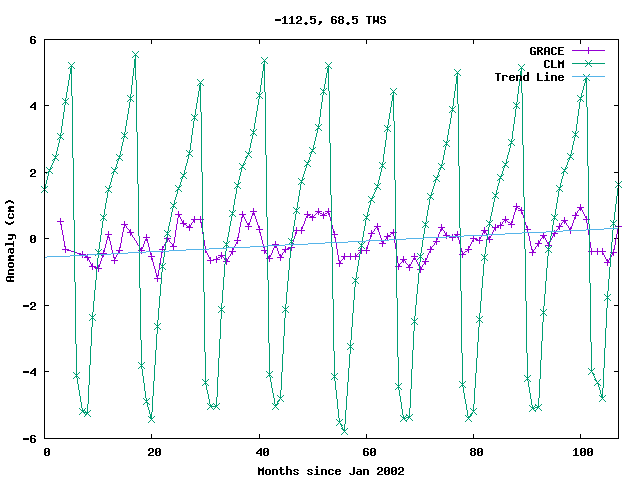 -112.5, 68.5 TWS
GRACE
CLM
Trend Line
6
4
2
0
-2
-4
-6
Anomaly (cm)
0 20 40 60 80 100
Months since Jan 2002